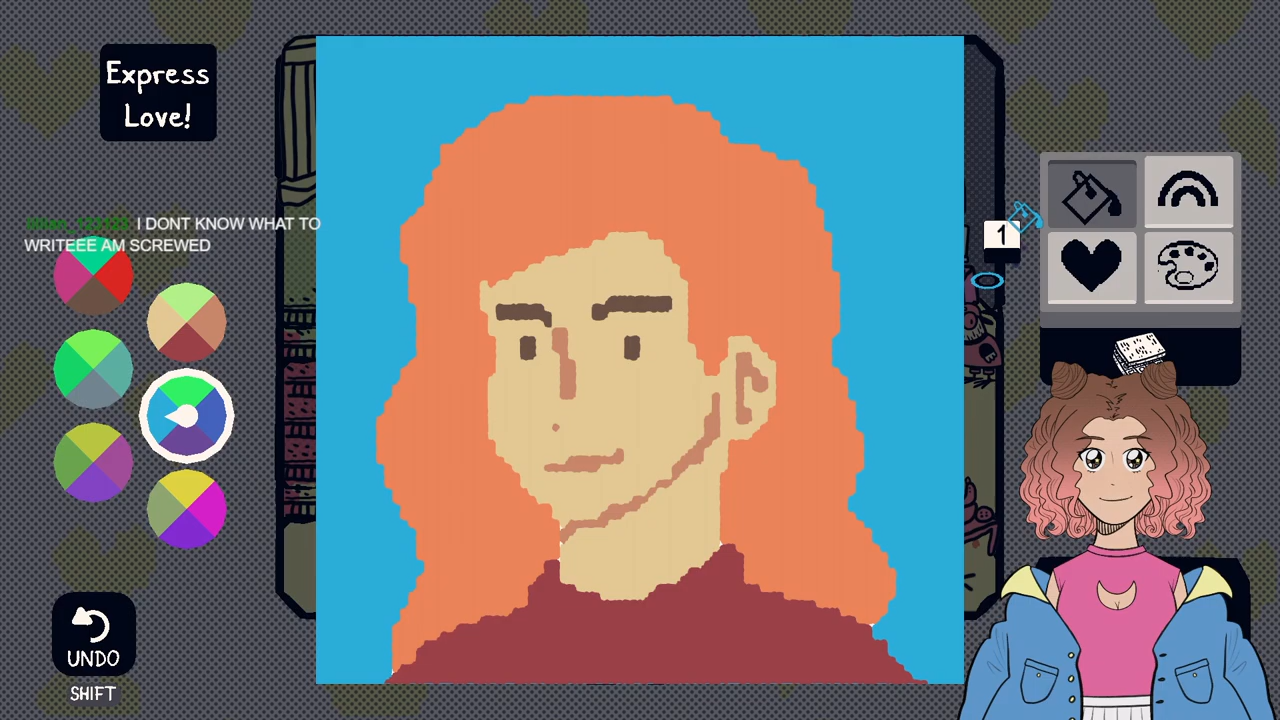 Express
Love!
I DONT KNOW WHAT TO
WRITEEE AM SCREWED
1
UNDO
SHIFT